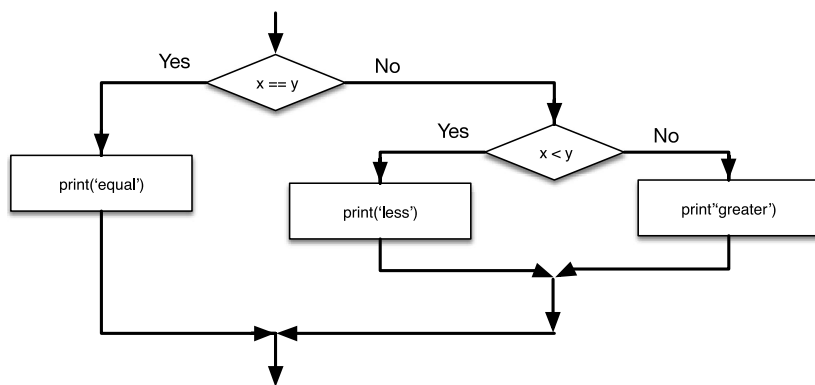 Yes
x == y
No
Yes
x < y
No
print(‘equal’)
print(‘less’)
print’‘greater’)